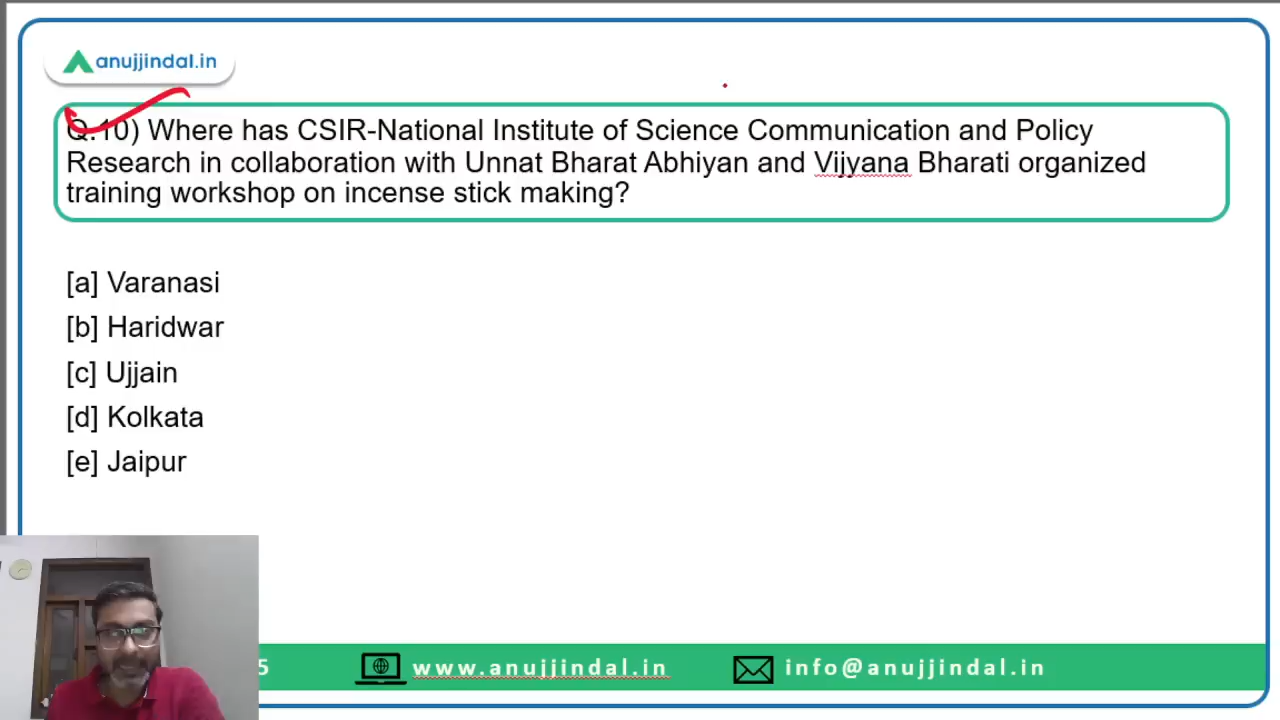 anujjindal.in
Q.10) Where has CSIR-National Institute of Science Communication and Policy
Research in collaboration with Unnat Bharat Abhiyan and Vijyana Bharati organized
training workshop on incense stick making?
[a] Varanasi
[b] Haridwar
[c] Ujjain
[d] Kolkata
[e] Jaipur
5 www.anujjindal.in info@anujjindal.in